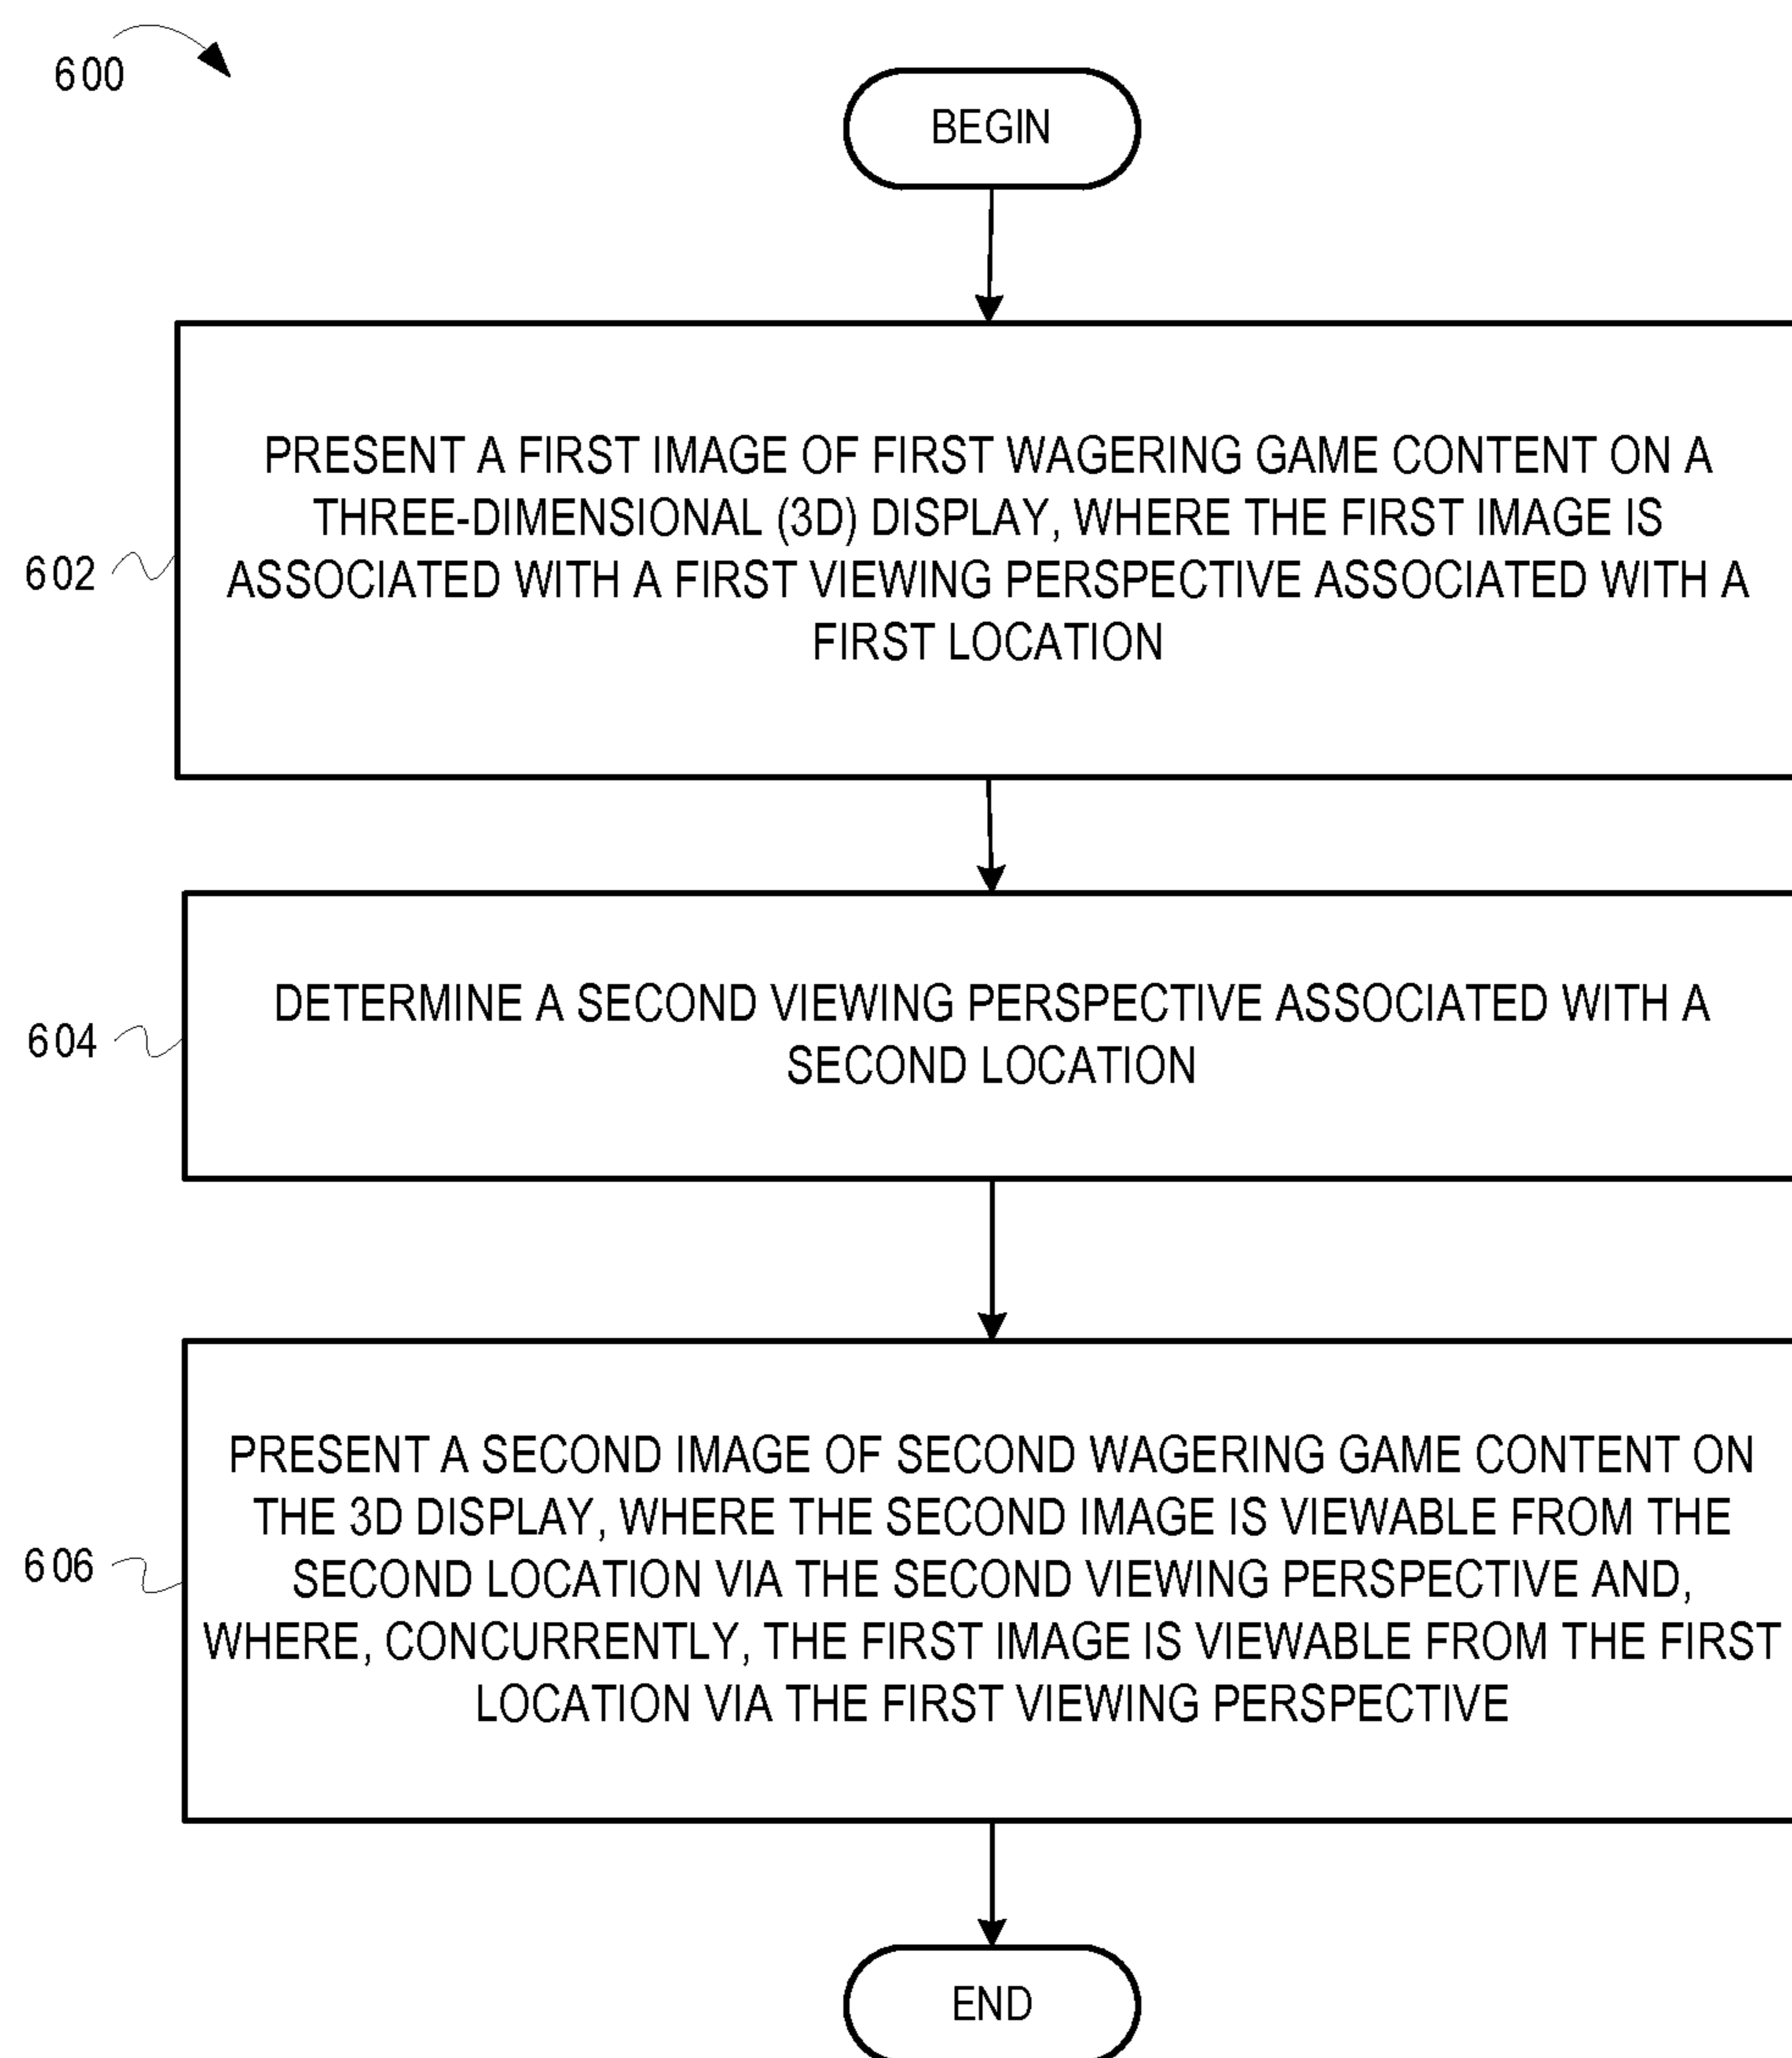 600
BEGIN
PRESENT A FIRST IMAGE OF FIRST WAGERING GAME CONTENT ON A
THREE-DIMENSIONAL (3D) DISPLAY, WHERE THE FIRST IMAGE IS
ASSOCIATED WITH A FIRST VIEWING PERSPECTIVE ASSOCIATED WITH A
FIRST LOCATION
602
DETERMINE A SECOND VIEWING PERSPECTIVE ASSOCIATED WITH A
SECOND LOCATION
604
PRESENT A SECOND IMAGE OF SECOND WAGERING GAME CONTENT ON
THE 3D DISPLAY, WHERE THE SECOND IMAGE IS VIEWABLE FROM THE
SECOND LOCATION VIA THE SECOND VIEWING PERSPECTIVE AND,
WHERE, CONCURRENTLY, THE FIRST IMAGE IS VIEWABLE FROM THE FIRST
LOCATION VIA THE FIRST VIEWING PERSPECTIVE
606
END